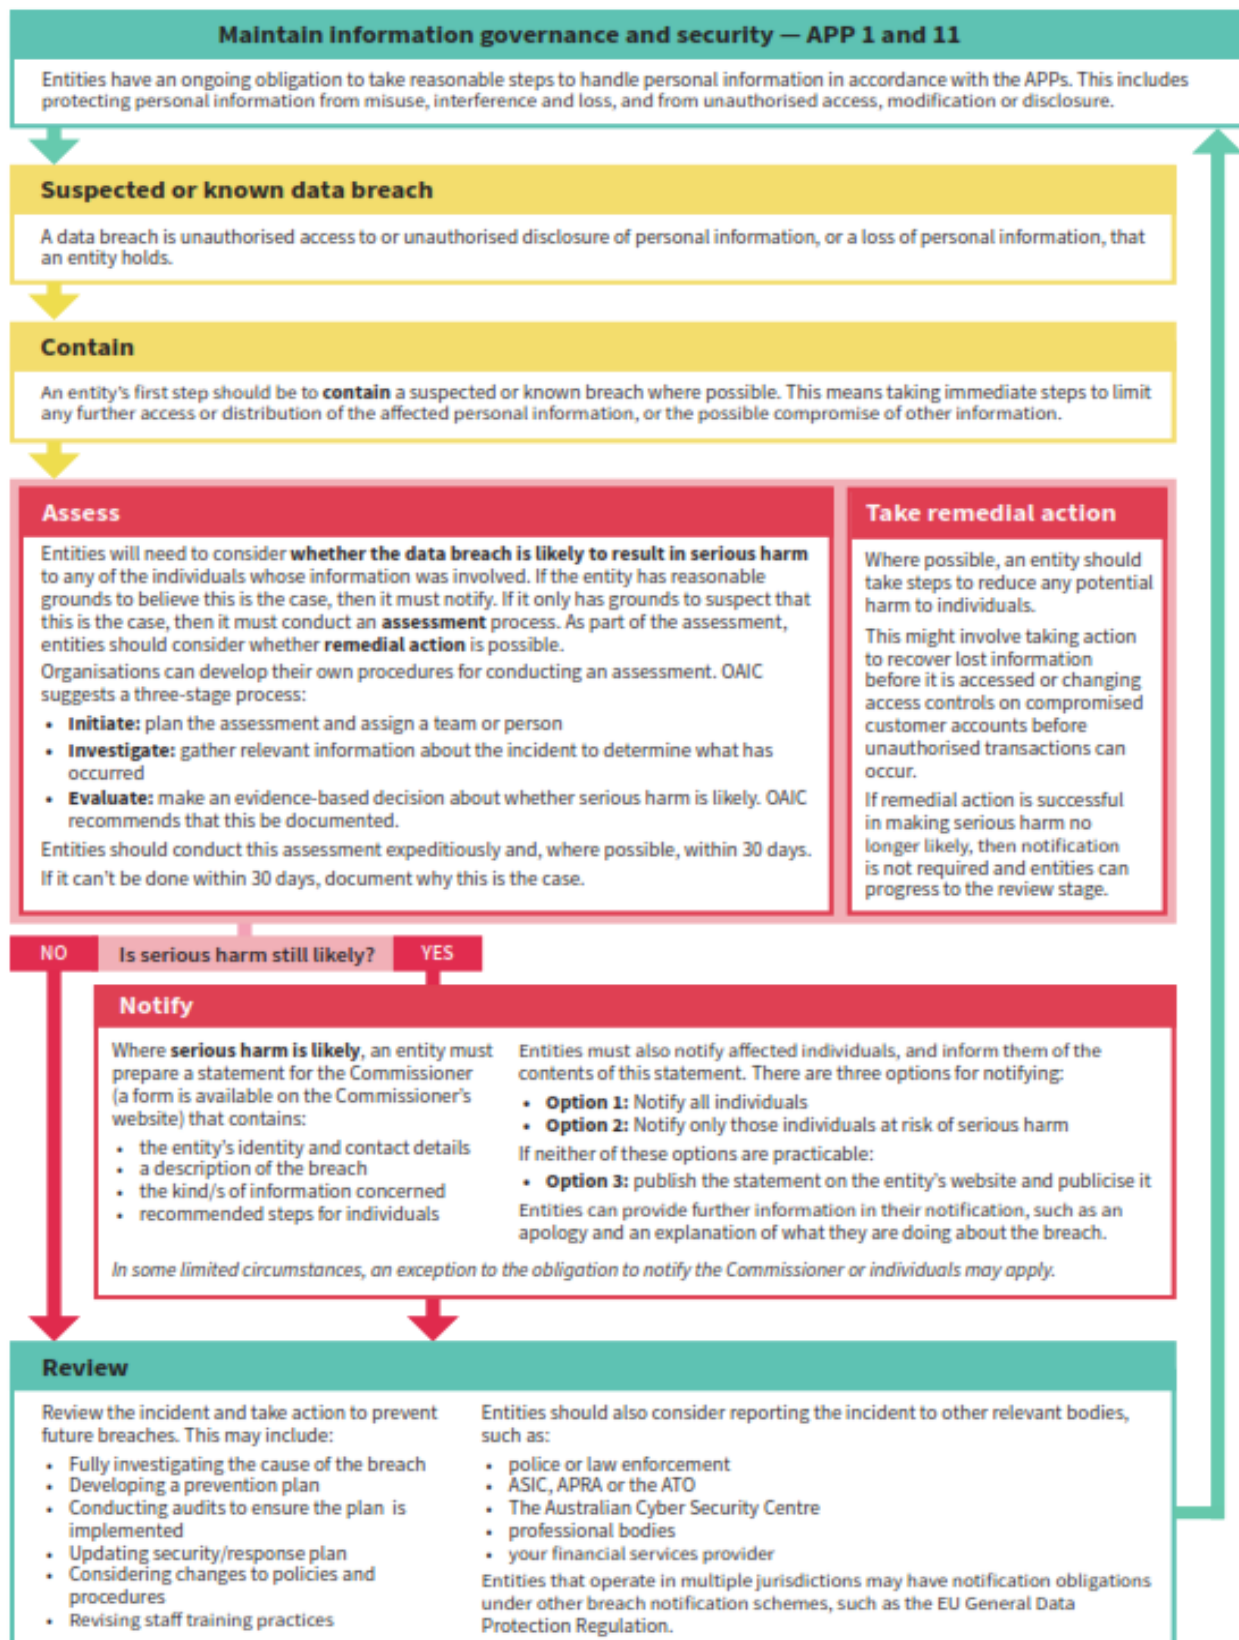 Maintain information governance and security — APP 1 and 11
Entities have an ongoing obligation to take reasonable steps to handle personal information in accordance with the APPs. This includes
protecting personal information from misuse, interference and loss, and from unauthorised access, modification or disclosure.
Suspected or known data breach
A data breach is unauthorised access to or unauthorised disclosure of personal information, or a loss of personal information, that
an entity holds.
Contain
An entity's first step should be to contain a suspected or known breach where possible. This means taking immediate steps to limit
any further access or distribution of the affected personal information, or the possible compromise of other information.
Assess
Entities will need to consider whether the data breach is likely to result in serious harm
to any of the individuals whose information was involved. If the entity has reasonable
grounds to believe this is the case, then it must notify. If it only has grounds to suspect that
this is the case, then it must conduct an assessment process. As part of the assessment,
entities should consider whether remedial action is possible.
Organisations can develop their own procedures for conducting an assessment. OAIC
suggests a three-stage process:
• Initiate: plan the assessment and assign a team or person
• Investigate: gather relevant information about the incident to determine what has
occurred
• Evaluate: make an evidence-based decision about whether serious harm is likely. OAIC
recommends that this be documented.
Entities should conduct this assessment expeditiously and, where possible, within 30 days.
If it can't be done within 30 days, document why this is the case.
Take remedial action
Where possible, an entity should
take steps to reduce any potential
harm to individuals.
This might involve taking action
to recover lost information
before it is accessed or changing
access controls on compromised
customer accounts before
unauthorised transactions can
occur.
If remedial action is successful
in making serious harm no
longer likely, then notification
is not required and entities can
progress to the review stage.
NO
Is serious harm still likely?
YES
Notify
Where serious harm is likely, an entity must
prepare a statement for the Commissioner
(a form is available on the Commissioner's
website) that contains:
• the entity's identity and contact details
• a description of the breach
• the kind/s of information concerned
• recommended steps for individuals
Entities must also notify affected individuals, and inform them of the
contents of this statement. There are three options for notifying:
• Option 1: Notify all individuals
• Option 2: Notify only those individuals at risk of serious harm
If neither of these options are practicable:
• Option 3: publish the statement on the entity's website and publicise it
Entities can provide further information in their notification, such as an
apology and an explanation of what they are doing about the breach.
In some limited circumstances, an exception to the obligation to notify the Commissioner or individuals may apply.
Review
Review the incident and take action to prevent
future breaches. This may include:
• Fully investigating the cause of the breach
• Developing a prevention plan
• Conducting audits to ensure the plan is
implemented
• Updating security/response plan
• Considering changes to policies and
procedures
• Revising staff training practices
Entities should also consider reporting the incident to other relevant bodies,
such as:
• police or law enforcement
• ASIC, APRA or the ATO
• The Australian Cyber Security Centre
• professional bodies
• your financial services provider
Entities that operate in multiple jurisdictions may have notification obligations
under other breach notification schemes, such as the EU General Data
Protection Regulation.